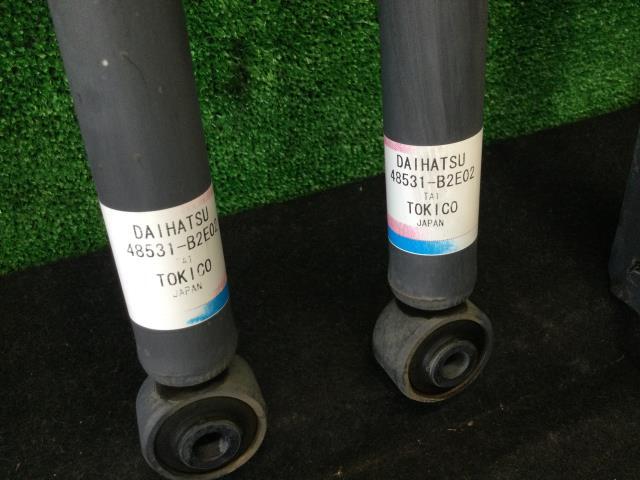 DAIHATSU
48531-B2E02
TA1
TOKICO
JAPAN
DAIHATSU
48531-B2E02
TA1
TOKICO
JAPAN